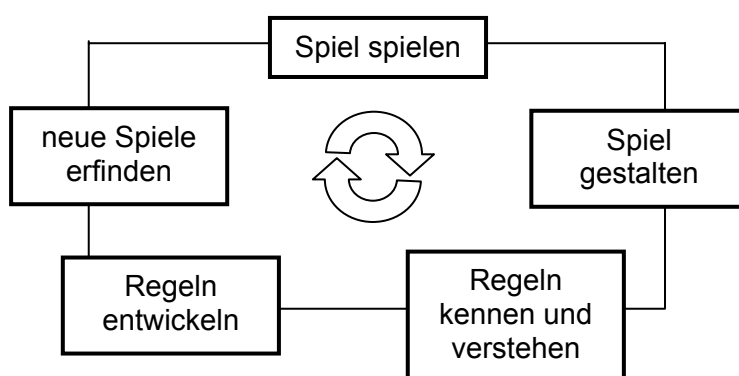 Spiel spielen
neue Spiele
erfinden
Spiel
gestalten
Regeln
entwickeln
Regeln
kennen und
verstehen